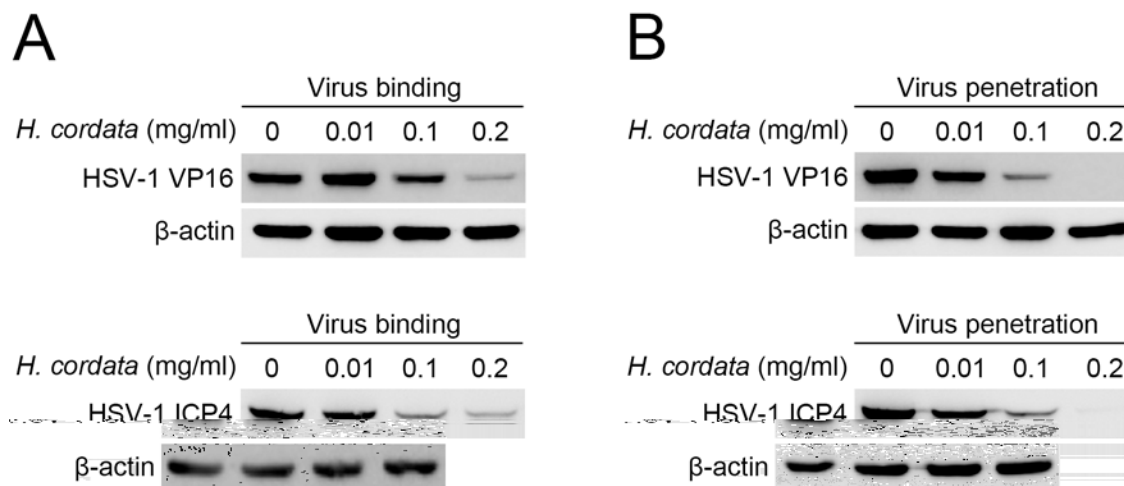 A
Virus binding
H. cordata (mg/ml) 0 0.01 0.1 0.2
HSV-1 VP16
β-actin
Virus binding
H. cordata (mg/ml) 0 0.01 0.1 0.2
HSV-1 ICP4
β-actin
B
Virus penetration
H. cordata (mg/ml) 0 0.01 0.1 0.2
HSV-1 VP16
β-actin
Virus penetration
H. cordata (mg/ml) 0 0.01 0.1 0.2
HSV-1 ICP4
β-actin